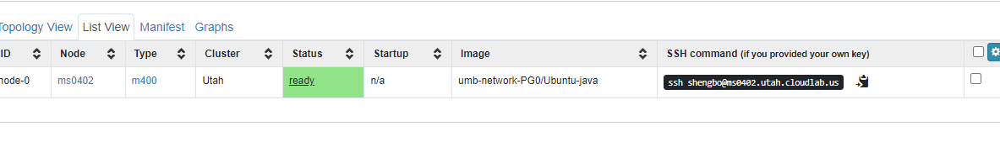 Topology View List View Manifest Graphs
ID Node Type Cluster Status Startup Image SSH command (if you provided your own key)
node-0 ms0402 m400 Utah ready n/a umb-network-PG0/Ubuntu-java ssh shengbo@ms0402.utah.cloudlab.us